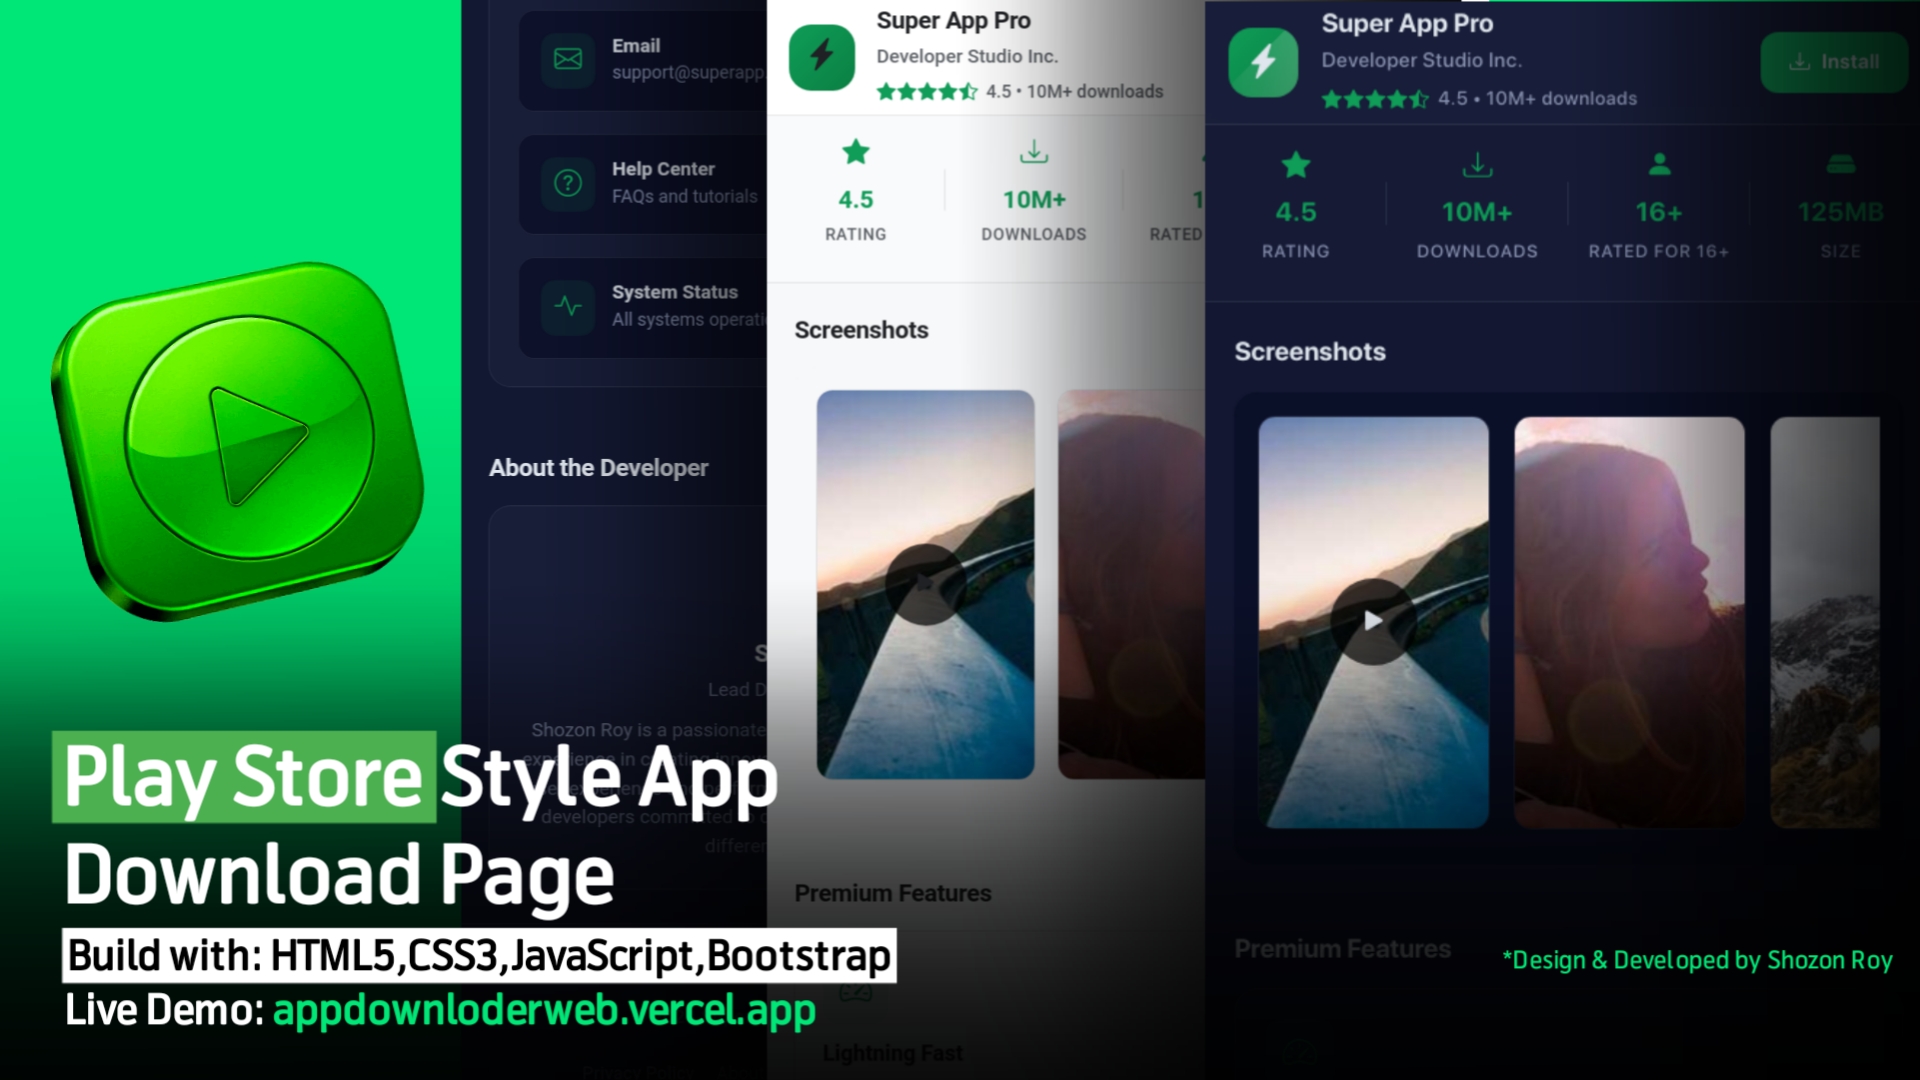 Email
support@superapp.
Help Center
FAQs and tutorials
System Status
All systems operati
About the Developer
S
Lead D
Shozon Roy is a passionate
experience in
developers committed to
differen
Super App Pro
Developer Studio Inc.
4.5 • 10M+ downloads
4.5
RATING
10M+
DOWNLOADS
1
RATED
Screenshots
Premium Features
Lightning Fast
Super App Pro
Developer Studio Inc.
4.5 • 10M+ downloads
Install
4.5
RATING
10M+
DOWNLOADS
16+
RATED FOR 16+
125MB
SIZE
Screenshots
Premium Features
Play Store Style App
Download Page
Build with: HTML5,CSS3,JavaScript,Bootstrap
Live Demo: appdownloderweb.vercel.app
*Design & Developed by Shozon Roy
Privacy Policy